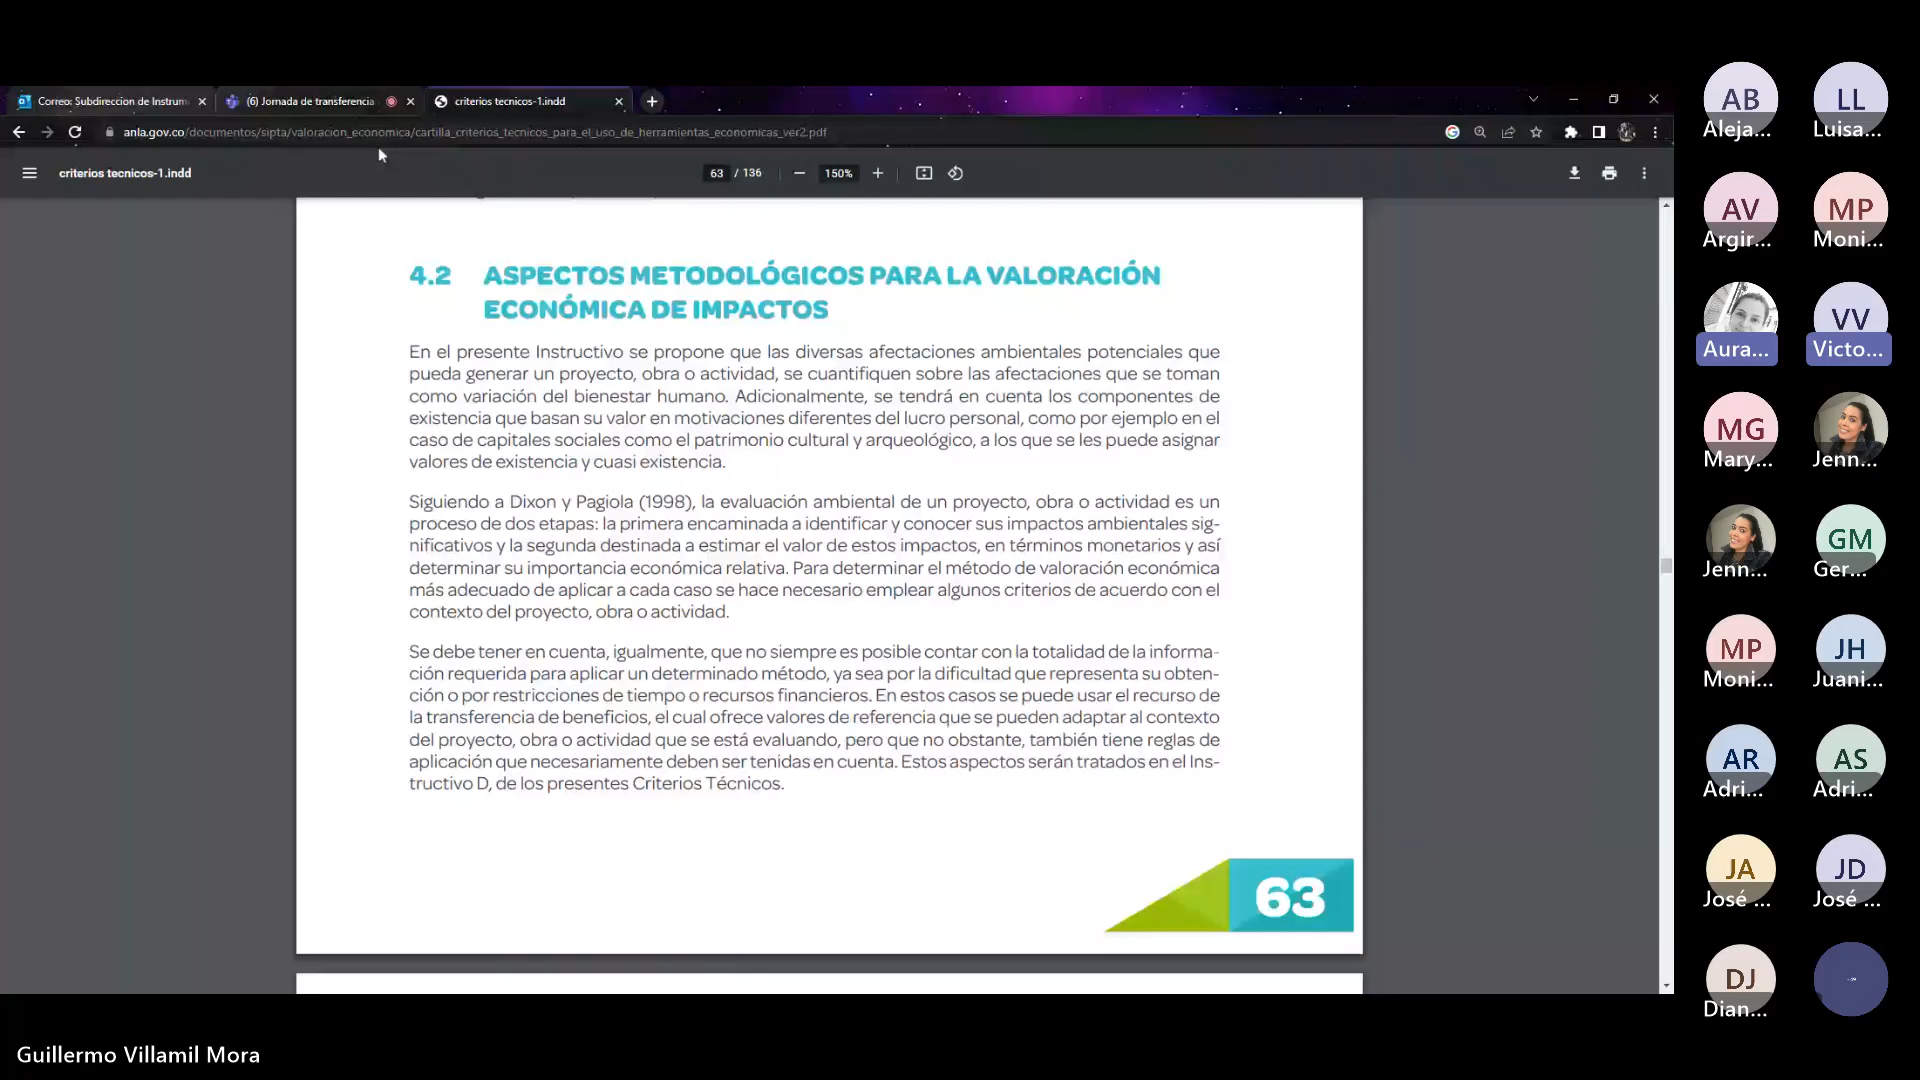 Correo: Subdireccion de Instrum
(6) Jornada de transferencia
criterios tecnicos-1.indd
anla.gov.co/documentos/sipta/valoracion_economica/cartilla_criterios_tecnicos_para_el_uso_de_herramientas_economicas_ver2.pdf
criterios tecnicos-1.indd
63 / 136
150%
4.2 ASPECTOS METODOLÓGICOS PARA LA VALORACIÓN
ECONÓMICA DE IMPACTOS
En el presente Instructivo se propone que las diversas afectaciones ambientales potenciales que
pueda generar un proyecto, obra o actividad, se cuantifiquen sobre las afectaciones que se toman
como variación del bienestar humano. Adicionalmente, se tendrá en cuenta los componentes de
existencia que basan su valor en motivaciones diferentes del lucro personal, como por ejemplo en el
caso de capitales sociales como el patrimonio cultural y arqueológico, a los que se les puede asignar
valores de existencia y cuasi existencia.
Siguiendo a Dixon y Pagiola (1998), la evaluación ambiental de un proyecto, obra o actividad es un
proceso de dos etapas: la primera encaminada a identificar y conocer sus impactos ambientales sig-
nificativos y la segunda destinada a estimar el valor de estos impactos, en términos monetarios y así
determinar su importancia económica relativa. Para determinar el método de valoración económica
más adecuado de aplicar a cada caso se hace necesario emplear algunos criterios de acuerdo con el
contexto del proyecto, obra o actividad.
Se debe tener en cuenta, igualmente, que no siempre es posible contar con la totalidad de la informa-
ción requerida para aplicar un determinado método, ya sea por la dificultad que representa su obten-
ción o por restricciones de tiempo o recursos financieros. En estos casos se puede usar el recurso de
la transferencia de beneficios, el cual ofrece valores de referencia que se pueden adaptar al contexto
del proyecto, obra o actividad que se está evaluando, pero que no obstante, también tiene reglas de
aplicación que necesariamente deben ser tenidas en cuenta. Estos aspectos serán tratados en el Ins-
tructivo D, de los presentes Criterios Técnicos.
63
AB LL
Aleja... Luisa...
AV MP
Argir... Moni...
VV
Aura... Victo...
MG
Mary... Jenn...
GM
Jenn... Ger...
MP JH
Moni... Juani...
AR AS
Adri... Adri...
JA JD
José ... José ...
DJ
Dian...
Guillermo Villamil Mora